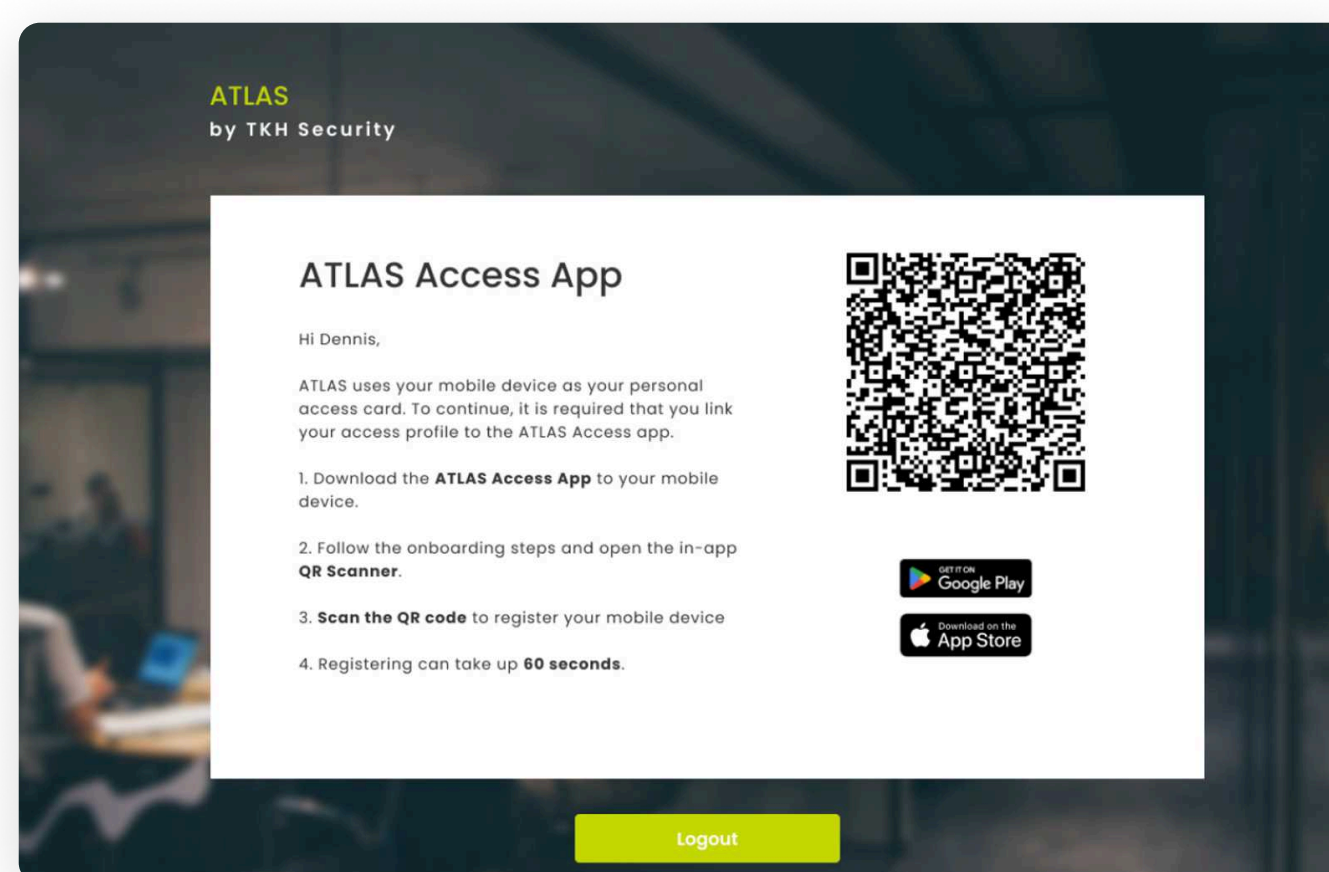 ATLAS
by TKH Security
ATLAS Access App
Hi Dennis,
ATLAS uses your mobile device as your personal
access card. To continue, it is required that you link
your access profile to the ATLAS Access app.
1. Download the ATLAS Access App to your mobile
device.
2. Follow the onboarding steps and open the in-app
QR Scanner.
3. Scan the QR code to register your mobile device
4. Registering can take up 60 seconds.
GET IT ON
Google Play
Download on the
App Store
Logout